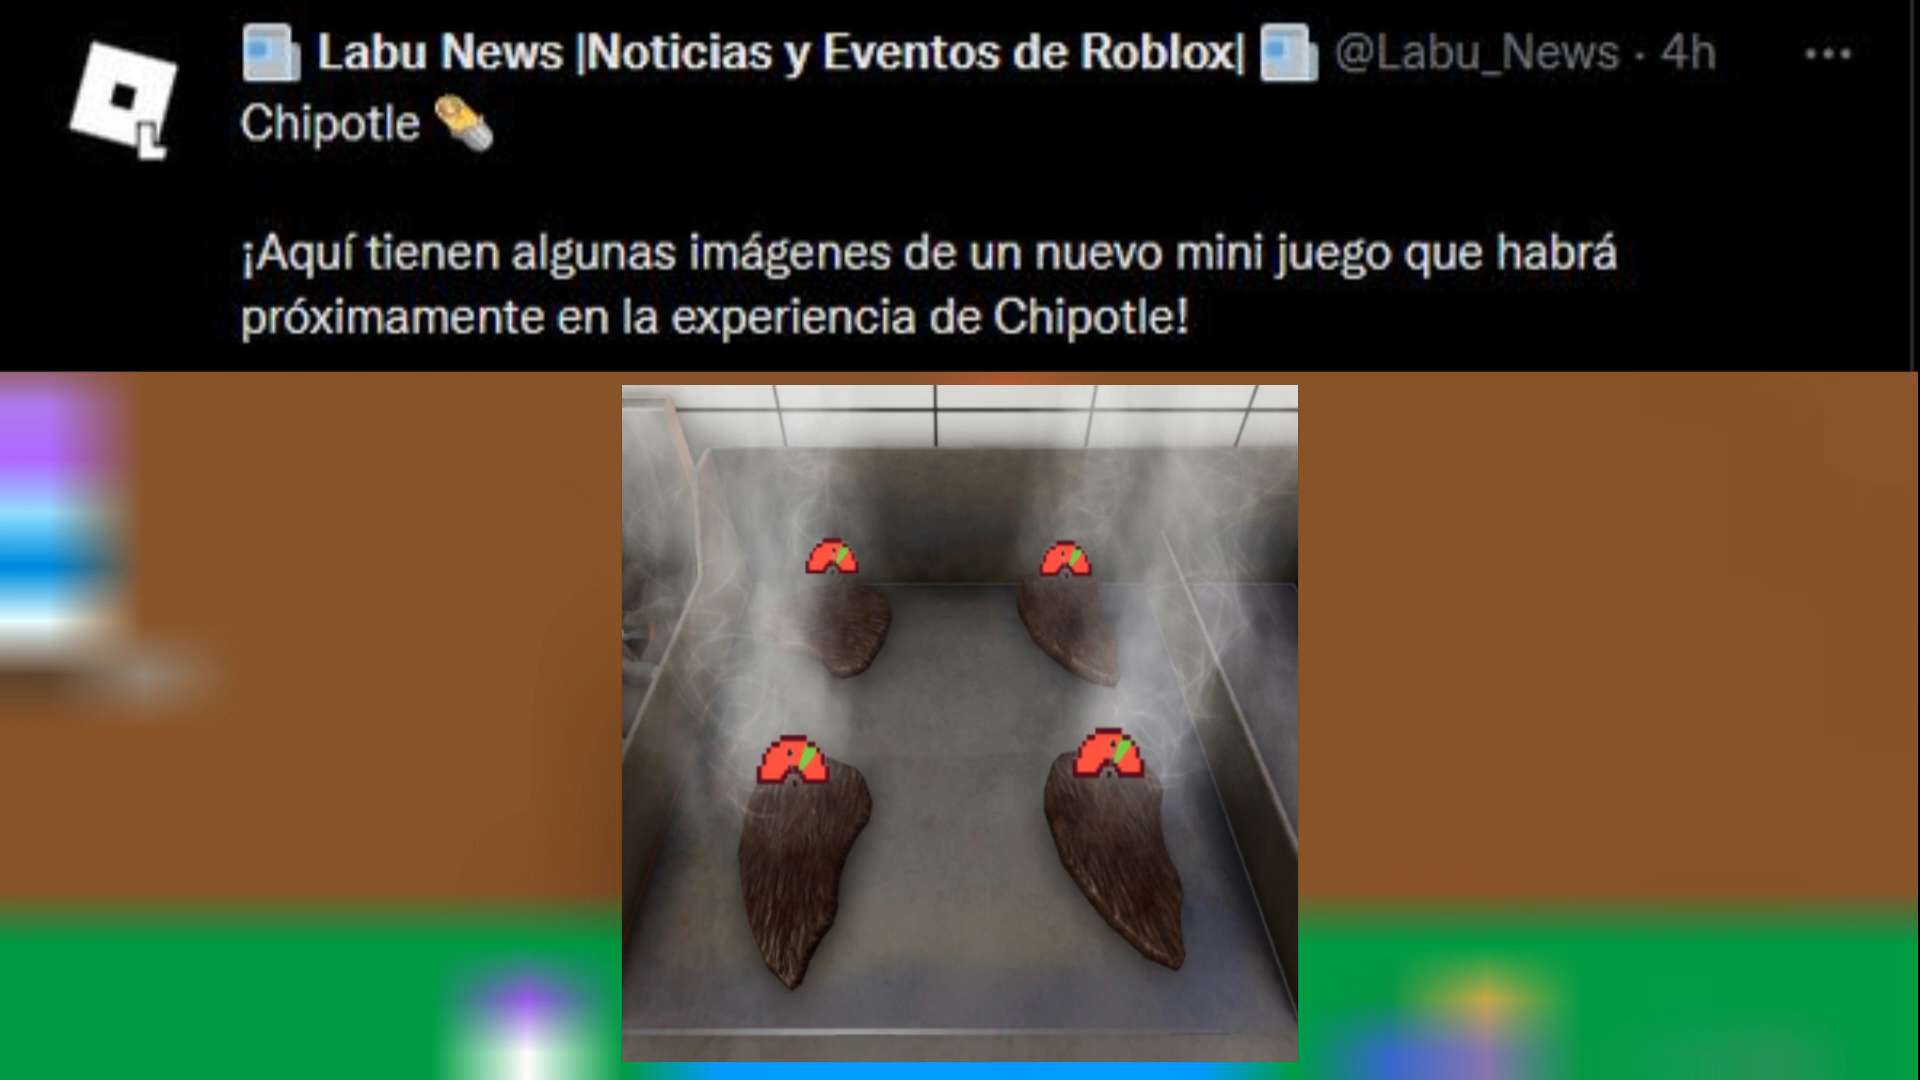 Labu News |Noticias y Eventos de Roblox| @Labu_News · 4h
Chipotle
¡Aquí tienen algunas imágenes de un nuevo mini juego que habrá
próximamente en la experiencia de Chipotle!